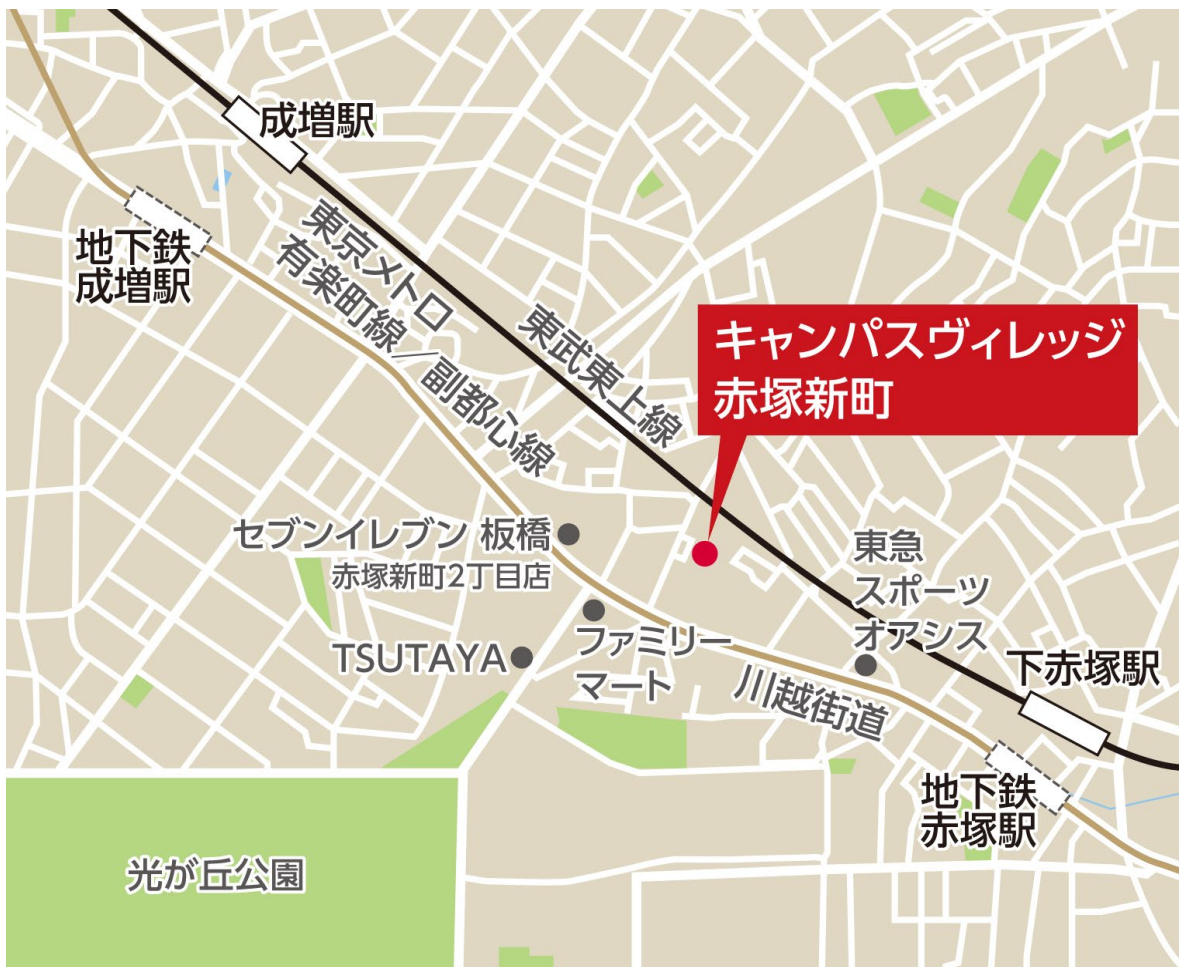 成増駅
地下鉄
成増駅
東京メトロ
有楽町線／副都心線
東武東上線
キャンパスヴィレッジ
赤塚新町
セブンイレブン 板橋
赤塚新町2丁目店
東急
スポーツ
オアシス
ファミリー
マート
TSUTAYA
川越街道
下赤塚駅
地下鉄
赤塚駅
光が丘公園